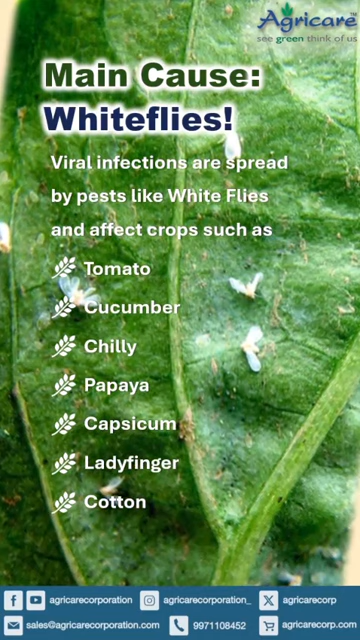 Agricare™
see green think of us
Main Cause:
Whiteflies!
Viral infections are spread
by pests like White Flies
and affect crops such as
Tomato
Cucumber
Chilly
Papaya
Capsicum
Ladyfinger
Cotton
agricarecorporation agricarecorporation_ agricarecorp
sales@agricarecorporation.com 9971108452 agricarecorp.com